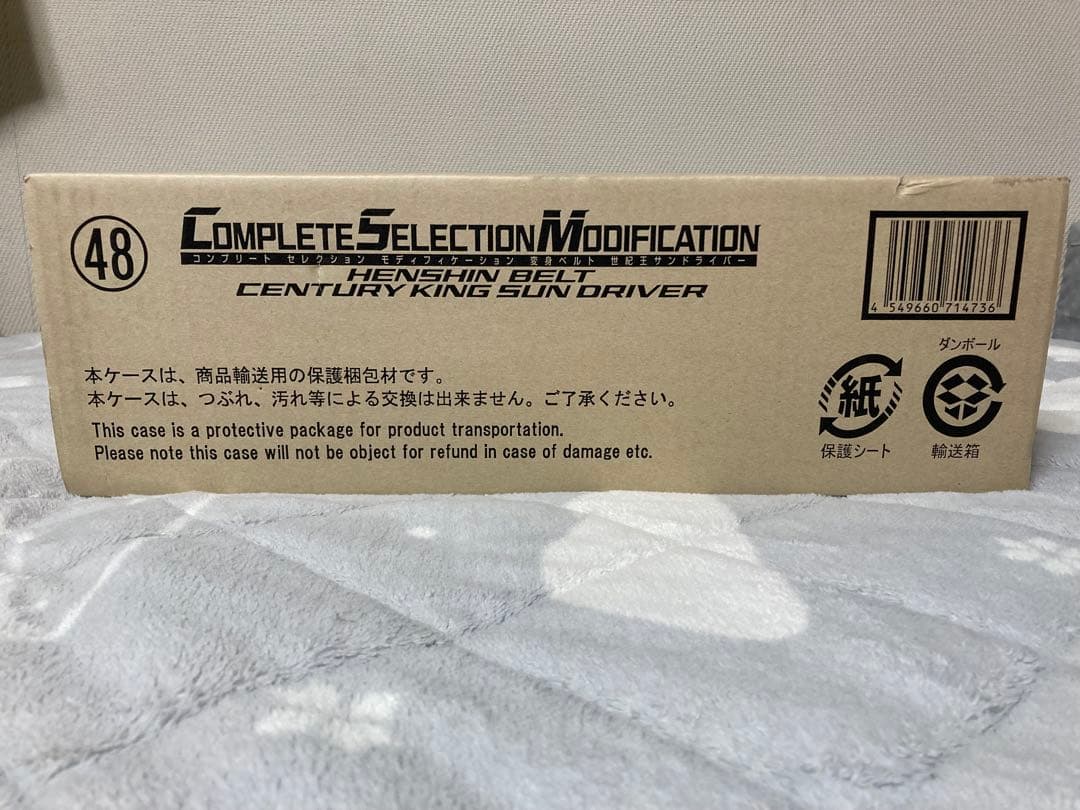 48
COMPLETE SELECTION MODIFICATION
コンプリート セレクション モディフィケーション 変身ベルト 世紀王サンドライバー
HENSHIN BELT
CENTURY KING SUN DRIVER
4 549660 714736
本ケースは、商品輸送用の保護梱包材です。
本ケースは、つぶれ、汚れ等による交換は出来ません。ご了承ください。
This case is a protective package for product transportation.
Please note this case will not be object for refund in case of damage etc.
紙
保護シート
ダンボール
輸送箱